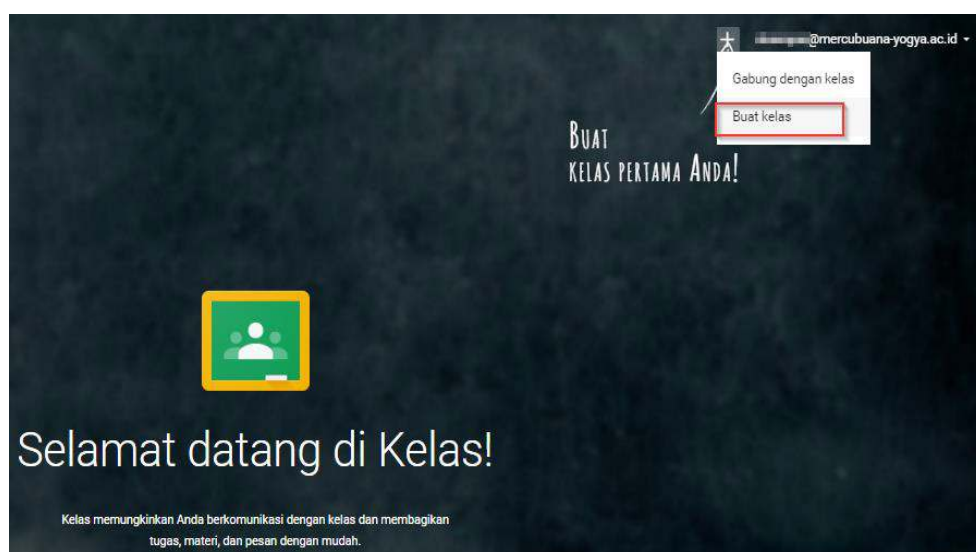 @mercubuana-yogya.ac.id
Gabung dengan kelas
Buat kelas
BUAT
KELAS PERTAMA ANDA!
Selamat datang di Kelas!
Kelas memungkinkan Anda berkomunikasi dengan kelas dan membagikan
tugas, materi, dan pesan dengan mudah.